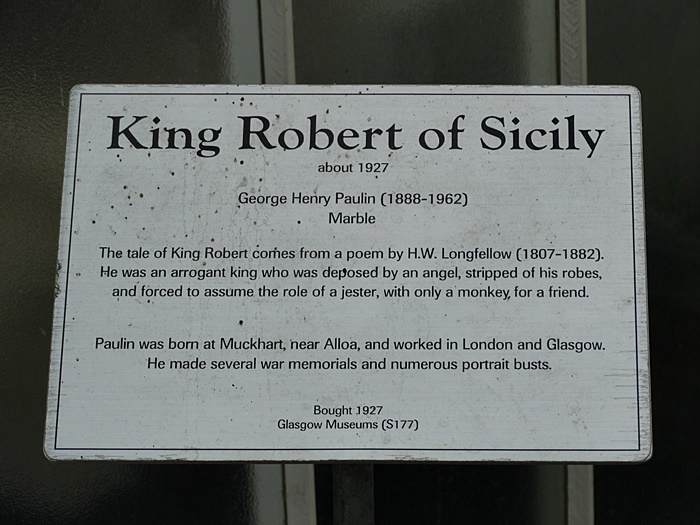 King Robert of Sicily
about 1927
George Henry Paulin (1888-1962)
Marble
The tale of King Robert comes from a poem by H.W. Longfellow (1807-1882).
He was an arrogant king who was deposed by an angel, stripped of his robes,
and forced to assume the role of a jester, with only a monkey for a friend.
Paulin was born at Muckhart, near Alloa, and worked in London and Glasgow.
He made several war memorials and numerous portrait busts.
Bought 1927
Glasgow Museums (S177)